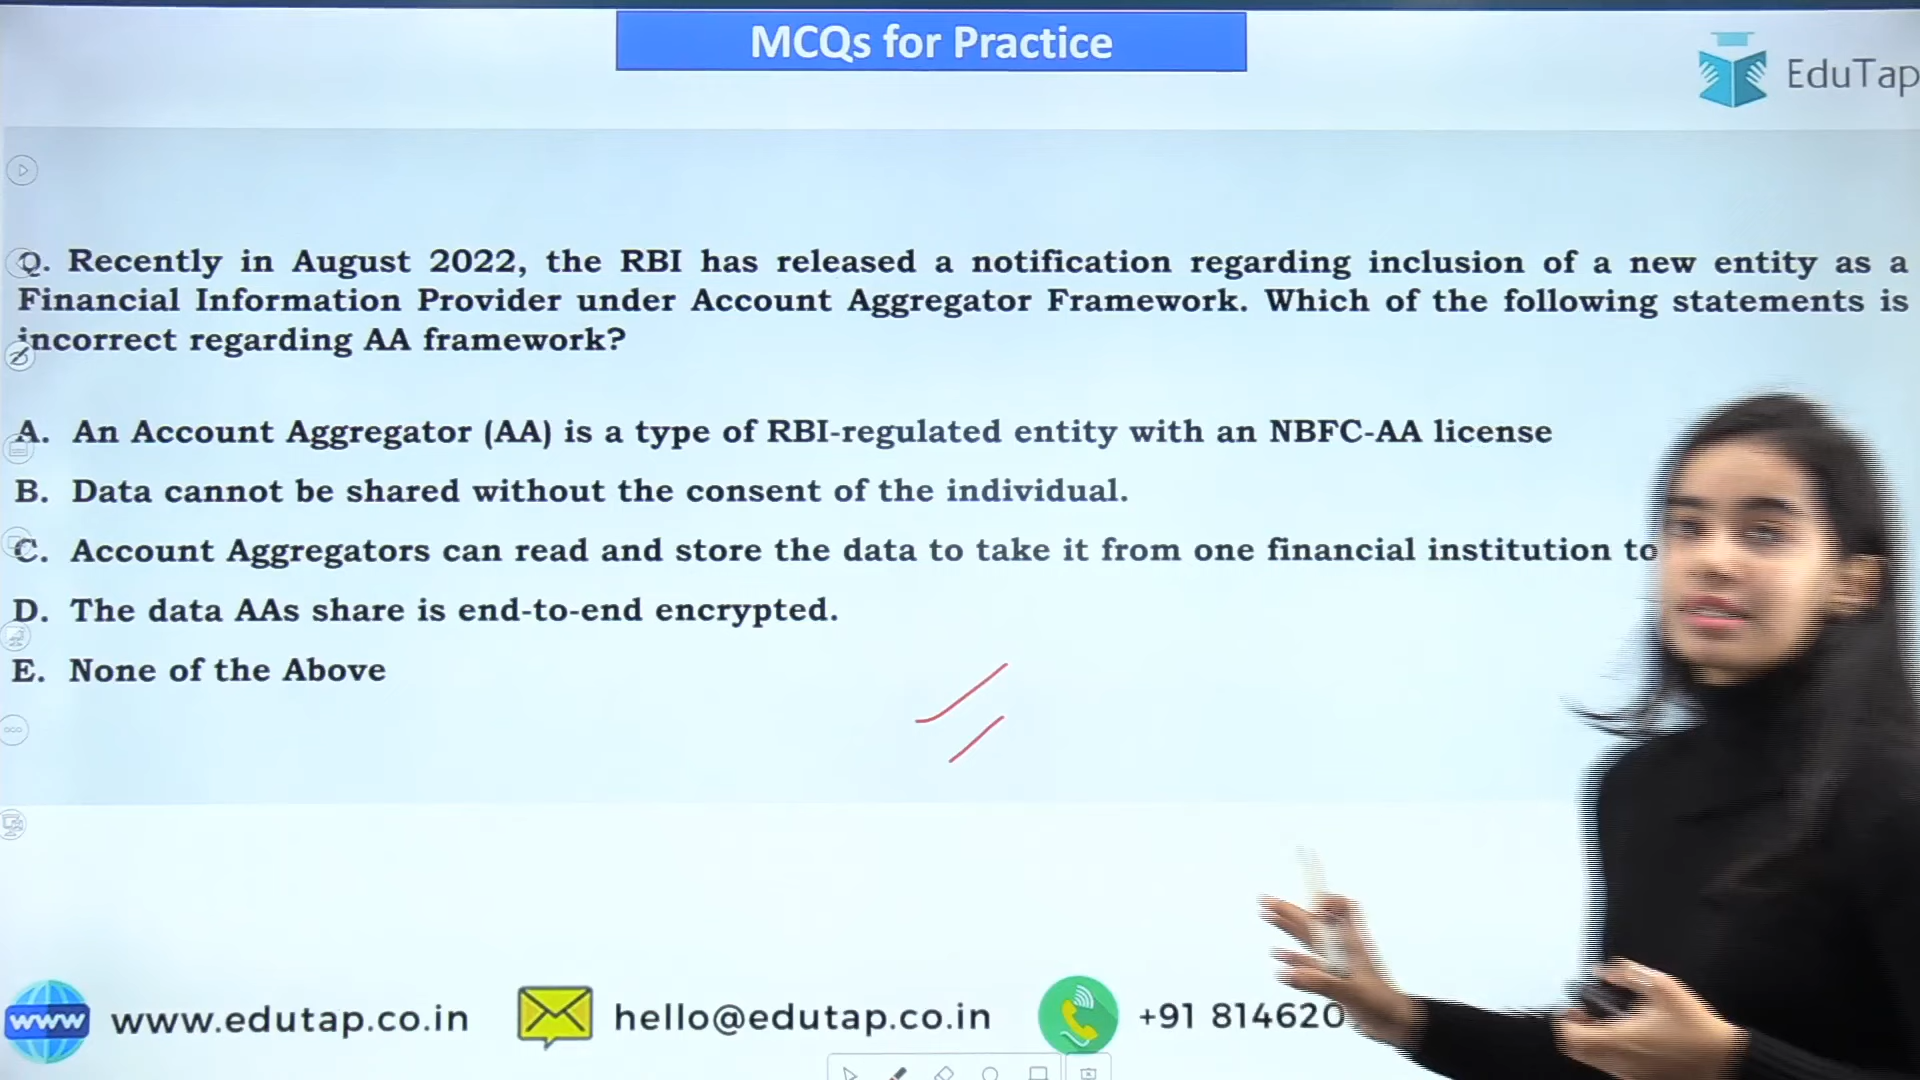 MCQs for Practice
EduTap
Q. Recently in August 2022, the RBI has released a notification regarding inclusion of a new entity as a
Financial Information Provider under Account Aggregator Framework. Which of the following statements is
incorrect regarding AA framework?
A. An Account Aggregator (AA) is a type of RBI-regulated entity with an NBFC-AA license
B. Data cannot be shared without the consent of the individual.
C. Account Aggregators can read and store the data to take it from one financial institution to
D. The data AAs share is end-to-end encrypted.
E. None of the Above
www www.edutap.co.in hello@edutap.co.in +91 814620